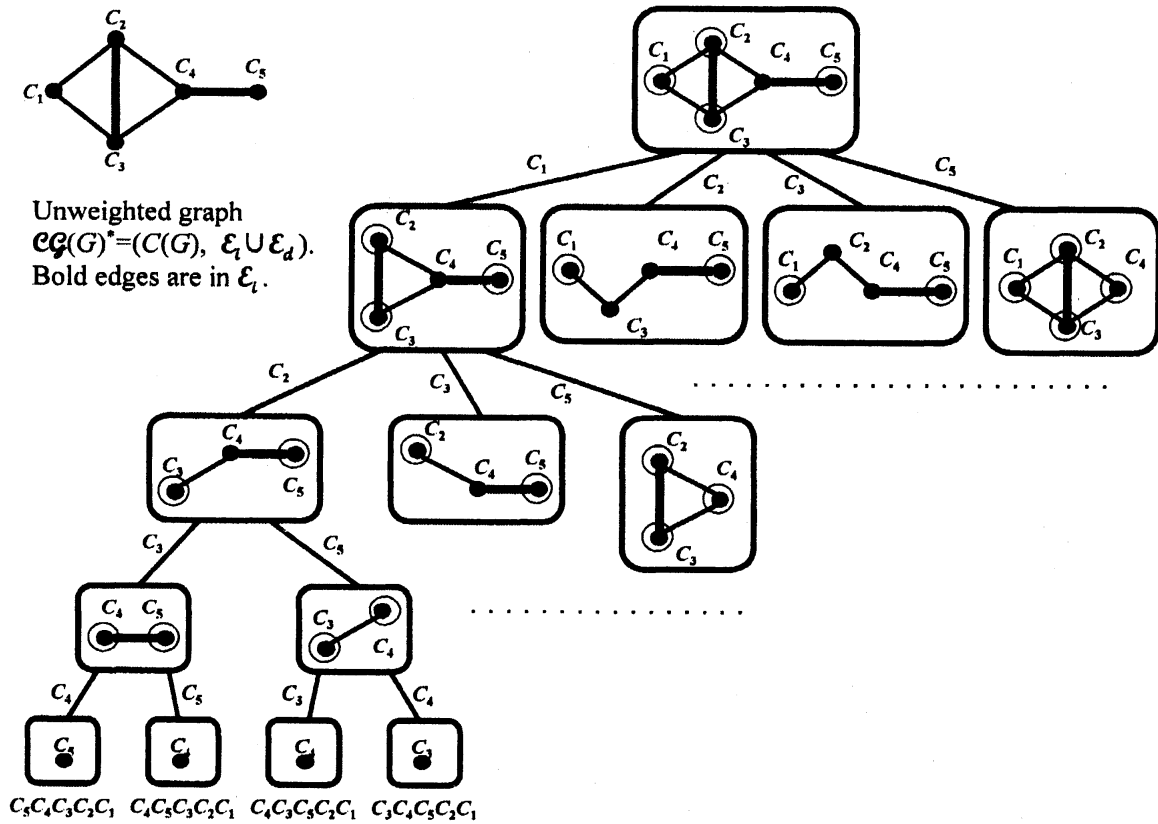 C₂
C₁
C₄
C₅
C₃
Unweighted graph
𝒞𝒢(G)*=(C(G), ℰₗ ∪ ℰ_d).
Bold edges are in ℰₗ.
C₁ C₂ C₄ C₅
C₃
C₁ C₂ C₃ C₅
C₂
C₄ C₅
C₃
C₁ C₄ C₅
C₃
C₂
C₁ C₄ C₅
C₂
C₁ C₄
C₃
C₂ C₃ C₅
C₄
C₃ C₅
C₂
C₄ C₅
C₂
C₄
C₃
C₃ C₅
C₄ C₅
C₃
C₄
C₄ C₅ C₃ C₄
C₅ C₄ C₄ C₃
C₅C₄C₃C₂C₁ C₄C₅C₃C₂C₁ C₄C₃C₅C₂C₁ C₃C₄C₅C₂C₁